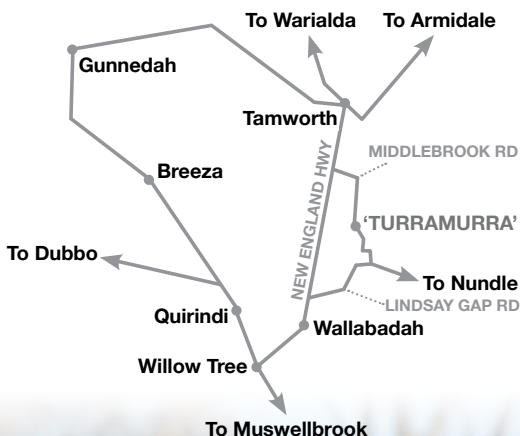 To Warialda
To Armidale
Gunnedah
Tamworth
MIDDLEBROOK RD
Breeza
NEW ENGLAND HWY
‘TURRAMURRA’
To Dubbo
To Nundle
LINDSAY GAP RD
Quirindi
Wallabadah
Willow Tree
To Muswellbrook